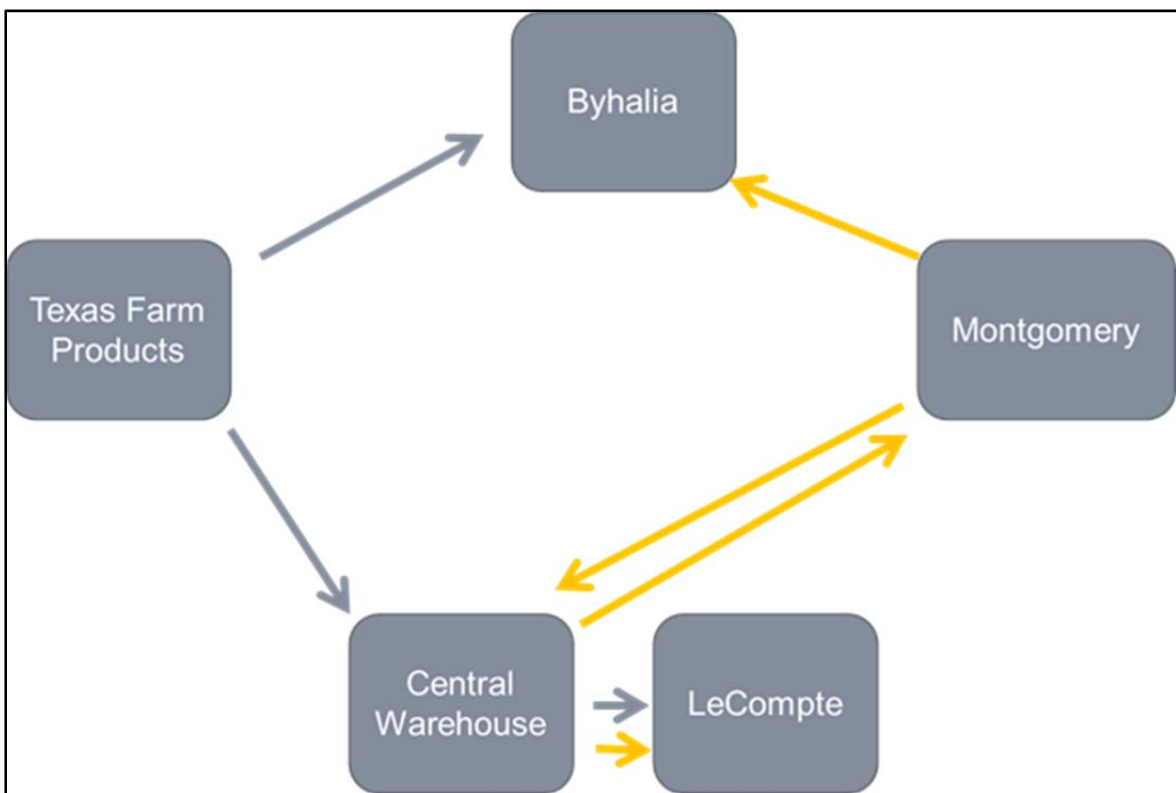 Byhalia
Texas Farm
Products
Montgomery
Central
Warehouse
LeCompte